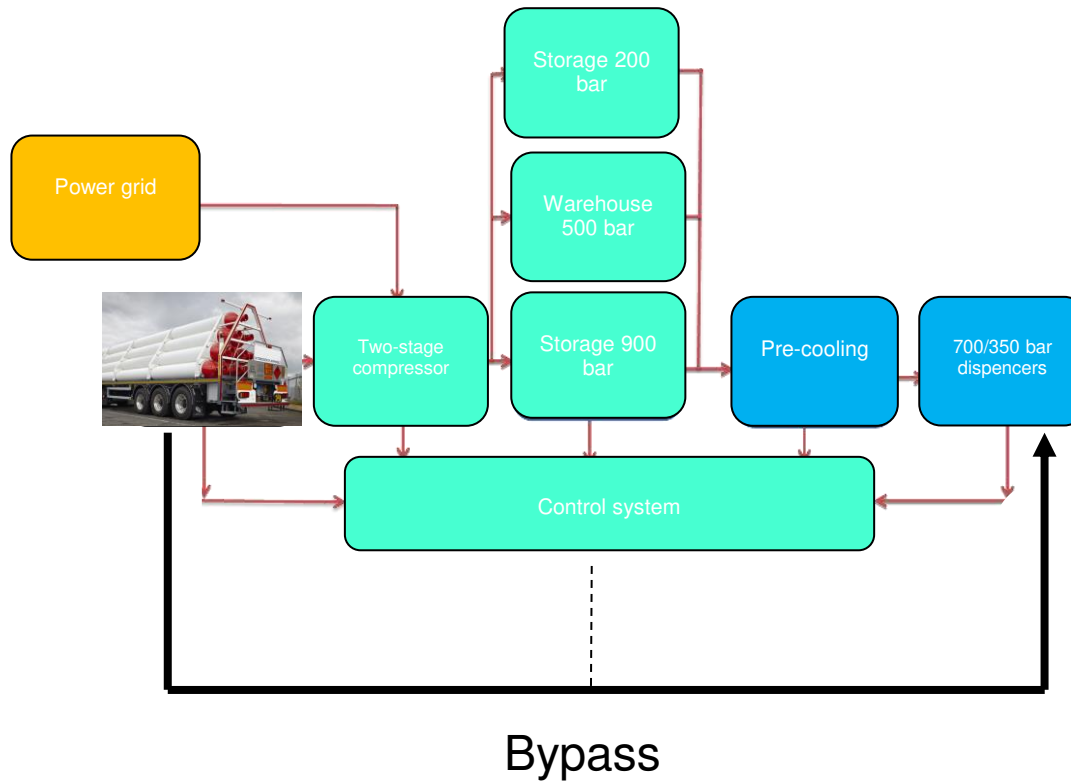 Storage 200
bar
Power grid
Warehouse
500 bar
Two-stage
compressor
Storage 900
bar
Pre-cooling
700/350 bar
dispencers
Control system
Bypass